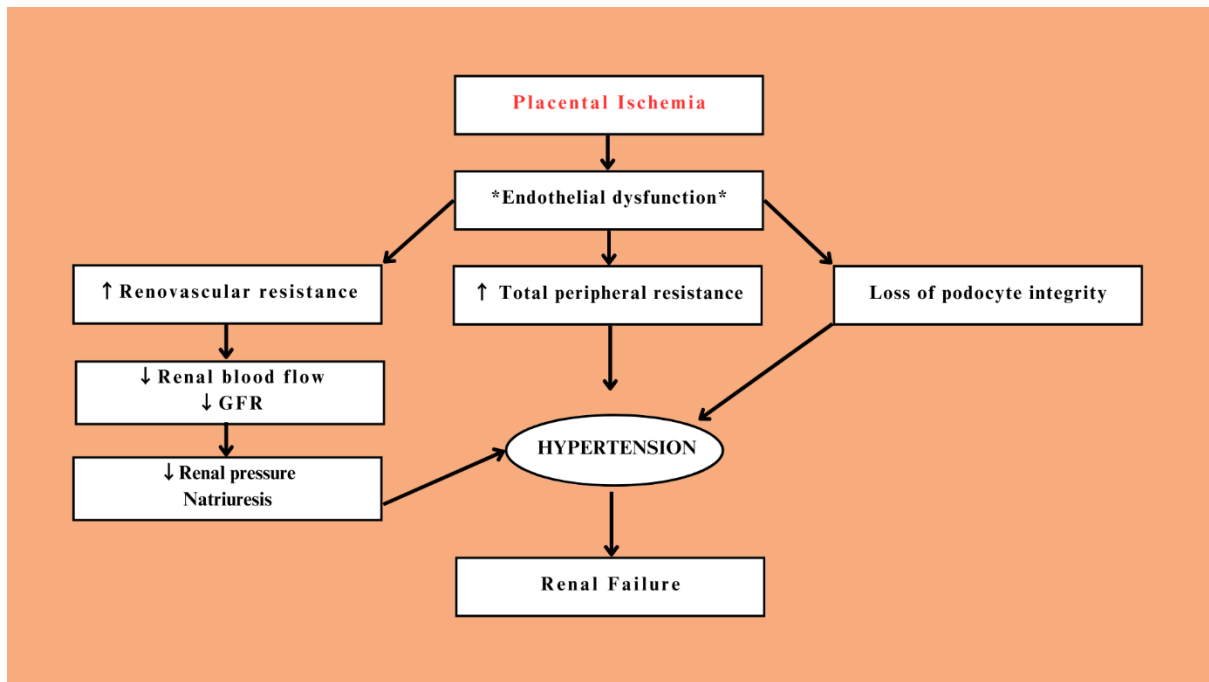 Placental Ischemia
*Endothelial dysfunction*
↑ Renovascular resistance
↑ Total peripheral resistance
Loss of podocyte integrity
↓ Renal blood flow
↓ GFR
↓ Renal pressure
Natriuresis
HYPERTENSION
Renal Failure